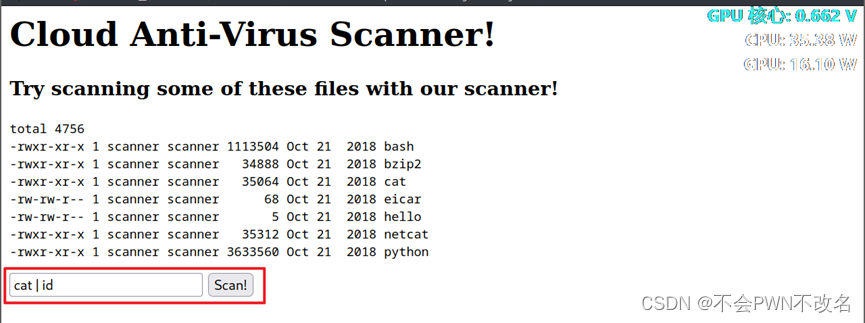 GPU 核心: 0.662 V
Cloud Anti-Virus Scanner!
CPU: 35.38 W
GPU: 16.10 W
Try scanning some of these files with our scanner!
total 4756
-rwxr-xr-x 1 scanner scanner 1113504 Oct 21  2018 bash
-rwxr-xr-x 1 scanner scanner   34888 Oct 21  2018 bzip2
-rwxr-xr-x 1 scanner scanner   35064 Oct 21  2018 cat
-rw-rw-r-- 1 scanner scanner      68 Oct 21  2018 eicar
-rw-rw-r-- 1 scanner scanner       5 Oct 21  2018 hello
-rwxr-xr-x 1 scanner scanner   35312 Oct 21  2018 netcat
-rwxr-xr-x 1 scanner scanner 3633560 Oct 21  2018 python
cat | id Scan!
CSDN @不会PWN不改名